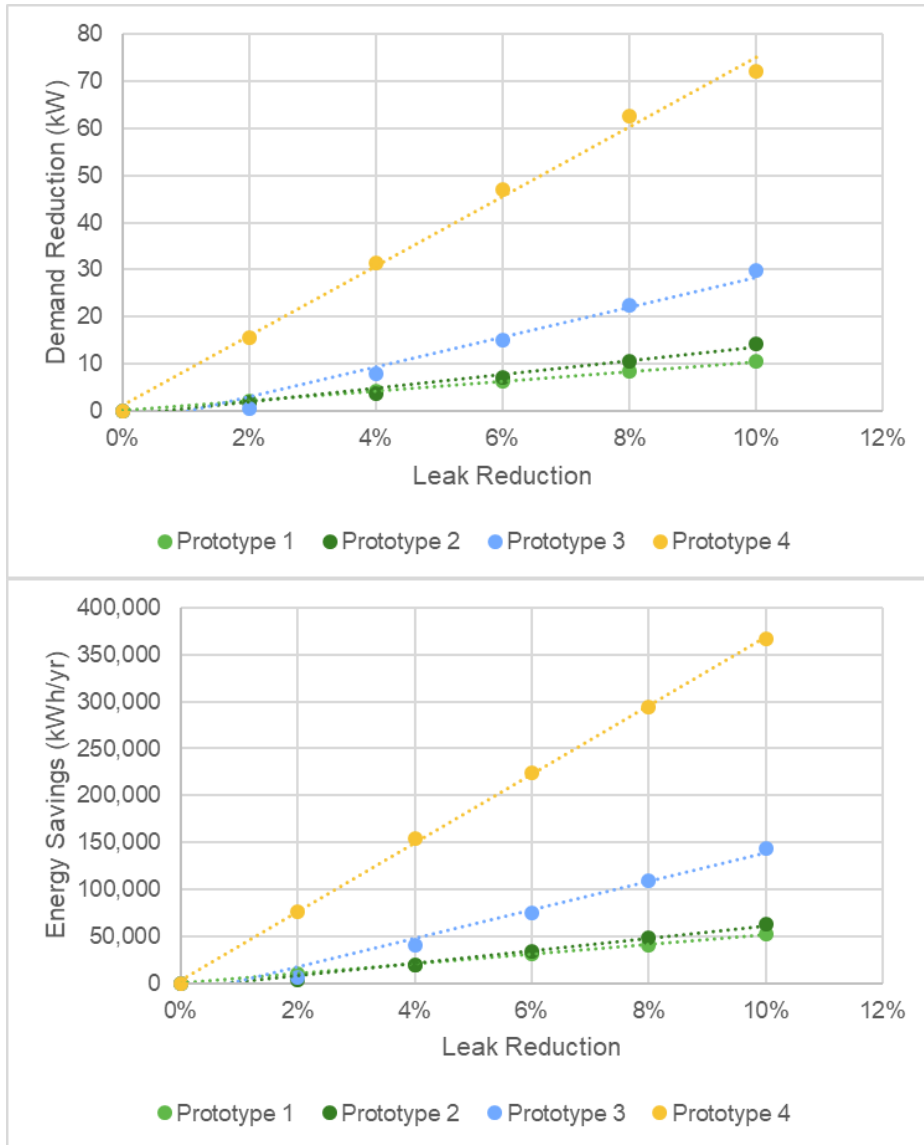 80
70
60
50
40
30
20
10
0
Demand Reduction (kW)
0% 2% 4% 6% 8% 10% 12%
Leak Reduction
Prototype 1 Prototype 2 Prototype 3 Prototype 4
400,000
350,000
300,000
250,000
200,000
150,000
100,000
50,000
0
Energy Savings (kWh/yr)
0% 2% 4% 6% 8% 10% 12%
Leak Reduction
Prototype 1 Prototype 2 Prototype 3 Prototype 4